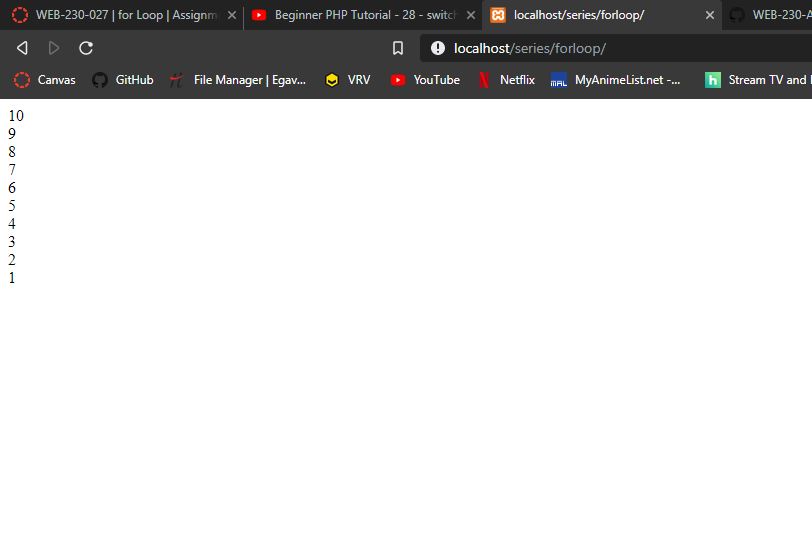 WEB-230-027 | for Loop | Assignm
Beginner PHP Tutorial - 28 - switch
localhost/series/forloop/
WEB-230-A
localhost/series/forloop/
Canvas
GitHub
File Manager | Egav...
VRV
YouTube
Netflix
MyAnimeList.net -...
MAL
Stream TV and
10
9
8
7
6
5
4
3
2
1